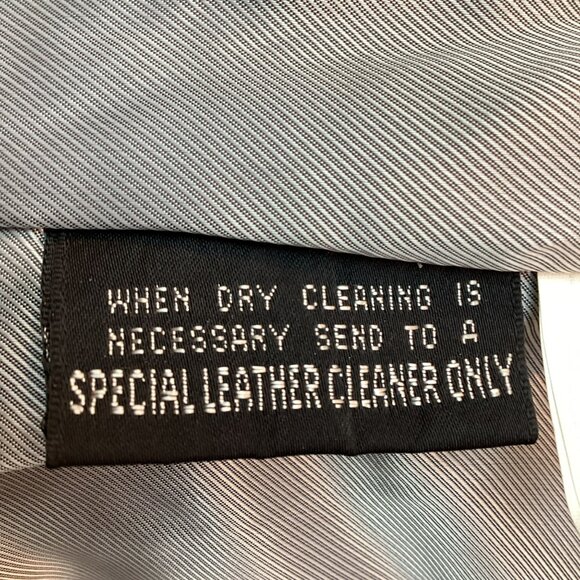 WHEN DRY CLEANING IS
NECESSARY SEND TO A
SPECIAL LEATHER CLEANER ONLY